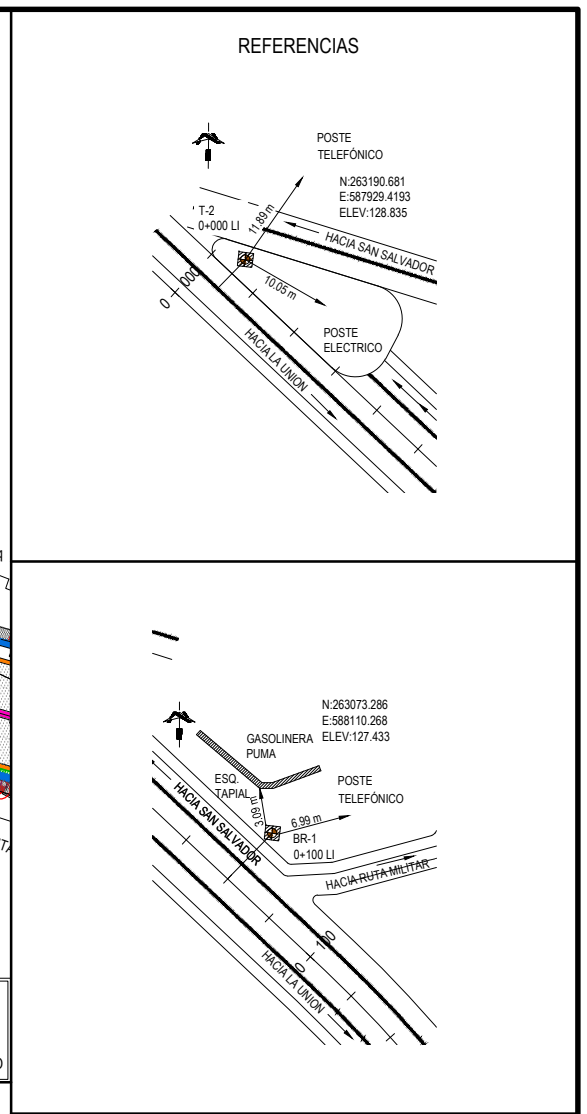 REFERENCIAS
POSTE
TELEFÓNICO
N:263190.681
E:587929.4193
ELEV:128.835
T-2
0+000 LI
11.89 m
HACIA SAN SALVADOR
10.05 m
0 000
POSTE
ELECTRICO
HACIA LA UNION
N:263073.286
E:588110.268
ELEV:127.433
GASOLINERA
PUMA
ESQ.
TAPIAL
POSTE
TELEFÓNICO
3.09 m
6.99 m
HACIA SAN SALVADOR
BR-1
0+100 LI
HACIA RUTA MILITAR
0 100
HACIA LA UNION